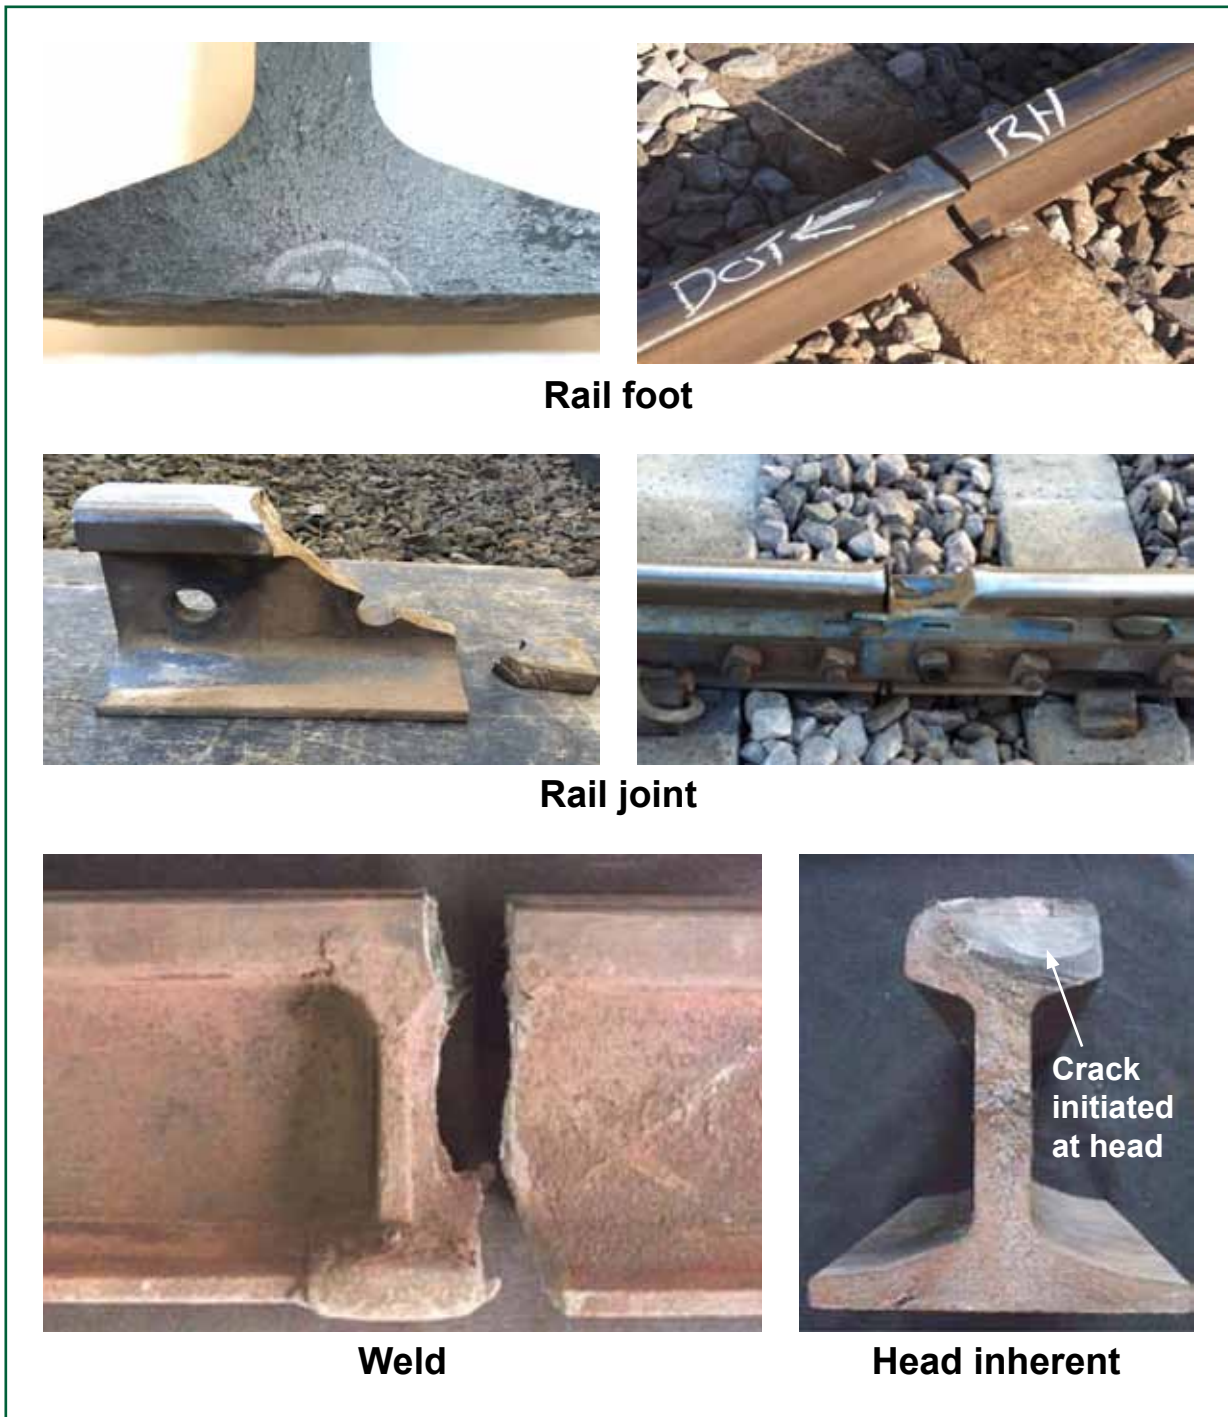 RH
DOT ←
Rail foot
Rail joint
Crack
initiated
at head
Weld
Head inherent